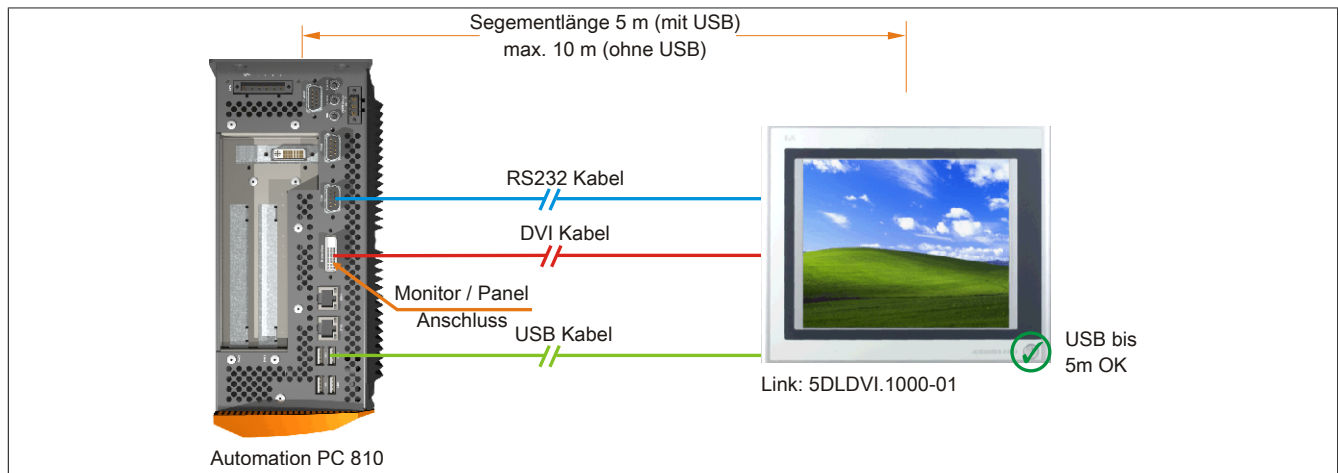 Segementlänge 5 m (mit USB)
max. 10 m (ohne USB)
RS232 Kabel
DVI Kabel
Monitor / Panel
Anschluss
USB Kabel
USB bis
5m OK
Link: 5DLDVI.1000-01
Automation PC 810